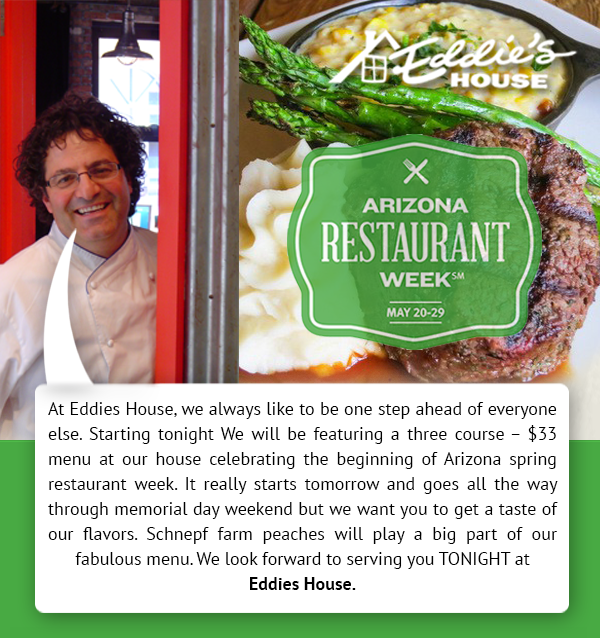 Eddie's
HOUSE
ARIZONA
RESTAURANT
WEEK SM
MAY 20-29
At Eddies House, we always like to be one step ahead of everyone
else. Starting tonight We will be featuring a three course – $33
menu at our house celebrating the beginning of Arizona spring
restaurant week. It really starts tomorrow and goes all the way
through memorial day weekend but we want you to get a taste of
our flavors. Schnepf farm peaches will play a big part of our
fabulous menu. We look forward to serving you TONIGHT at
Eddies House.